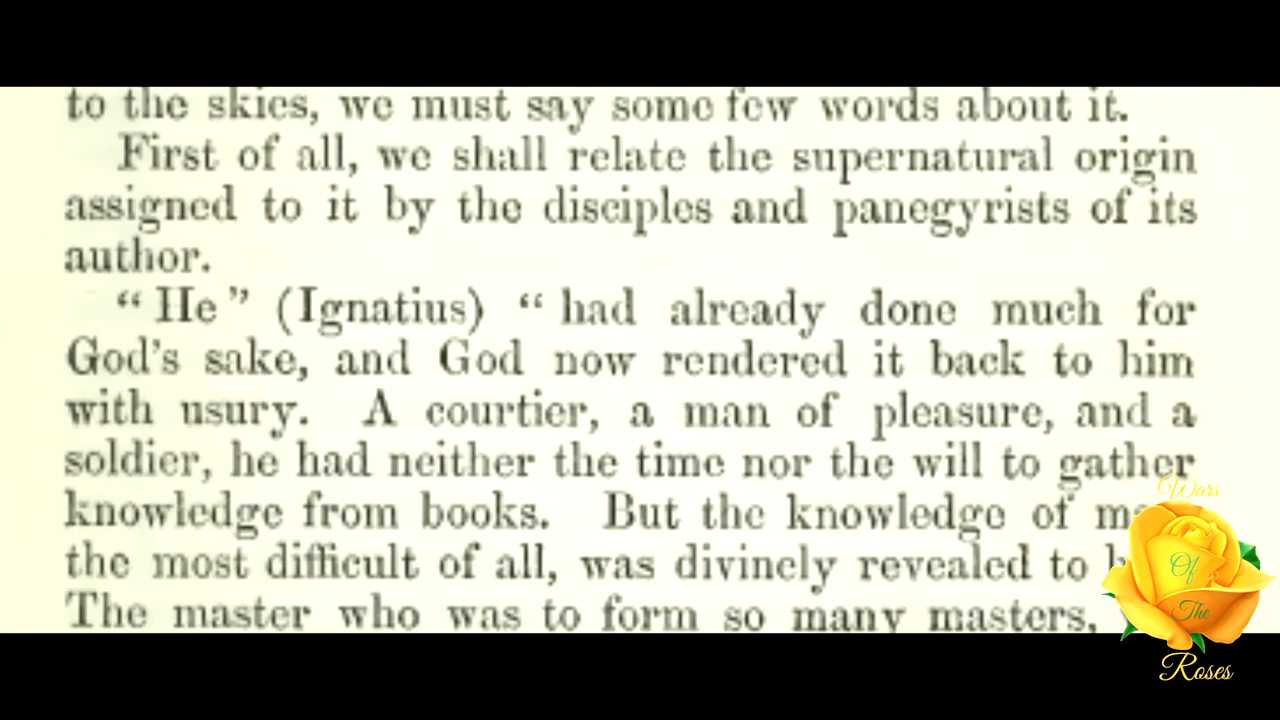 to the skies, we must say some few words about it.
First of all, we shall relate the supernatural origin
assigned to it by the disciples and panegyrists of its
author.
“ He ” (Ignatius) “ had already done much for
God’s sake, and God now rendered it back to him
with usury. A courtier, a man of pleasure, and a
soldier, he had neither the time nor the will to gather
knowledge from books. But the knowledge of
the most difficult of all, was divinely revealed to
The master who was to form so many masters,
Wars
Of
The
Roses